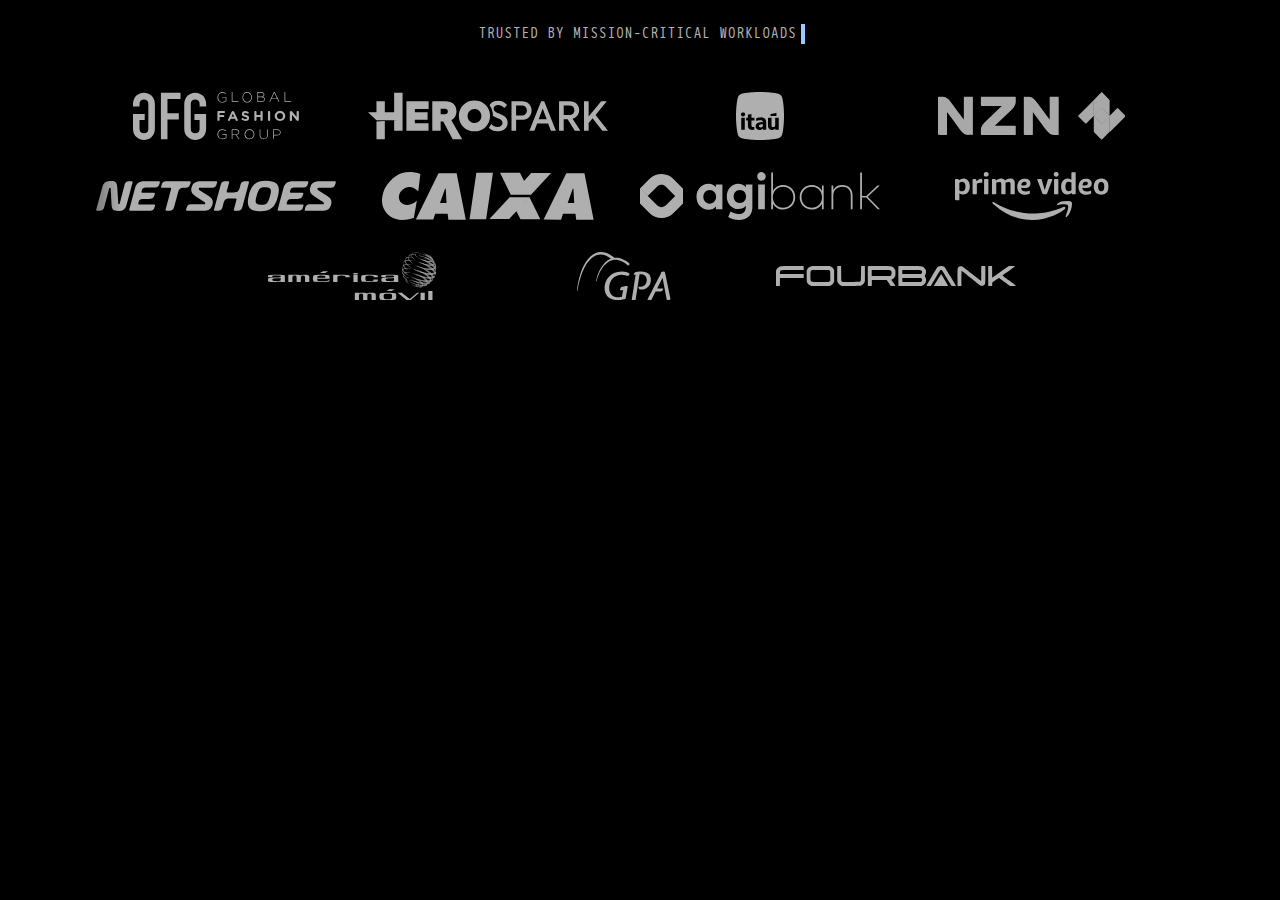 TRUSTED BY MISSION-CRITICAL WORKLOADS
GFG GLOBAL
FASHION
GROUP
HEROSPARK
itaú
NZN
NETSHOES
CAIXA
agibank
prime video
américa
móvil
GPA
FOURBANK